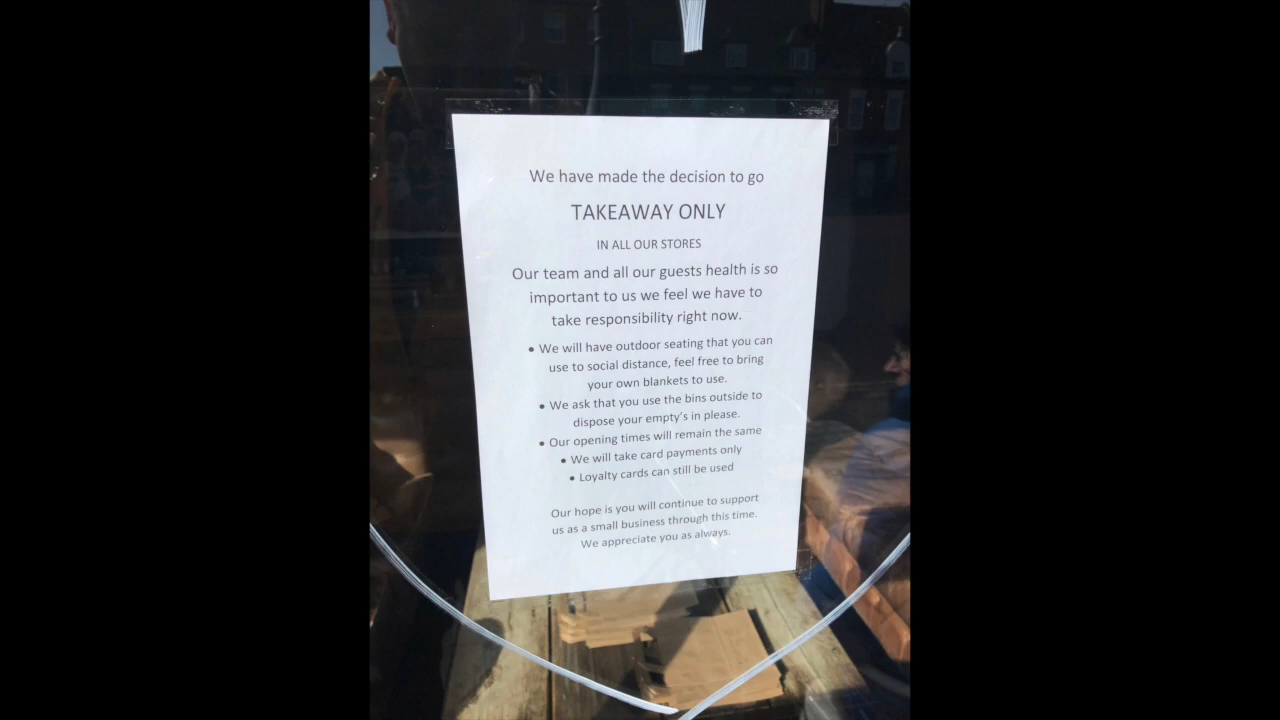 We have made the decision to go
TAKEAWAY ONLY
IN ALL OUR STORES
Our team and all our guests health is so
important to us we feel we have to
take responsibility right now.
• We will have outdoor seating that you can
use to social distance, feel free to bring
your own blankets to use.
• We ask that you use the bins outside to
dispose your empty's in please.
• Our opening times will remain the same
• We will take card payments only
• Loyalty cards can still be used
Our hope is you will continue to support
us as a small business through this time.
We appreciate you as always.